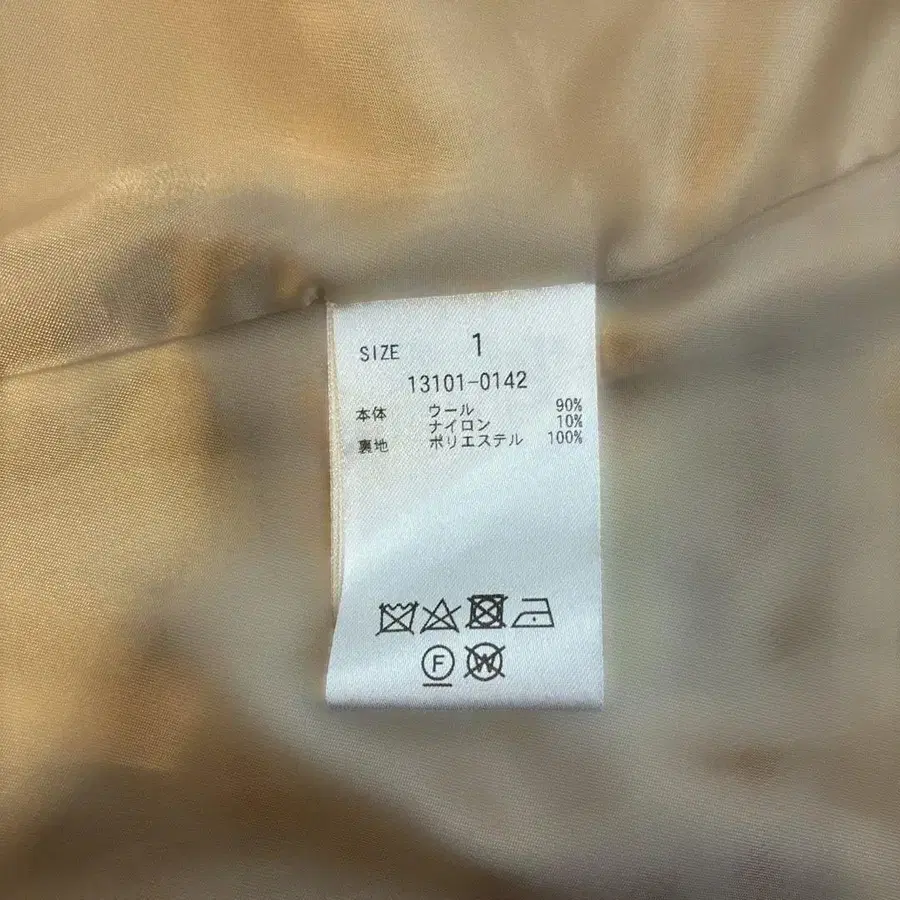 SIZE 1
13101-0142
本体 ウール 90%
ナイロン 10%
裏地 ポリエステル 100%
F W